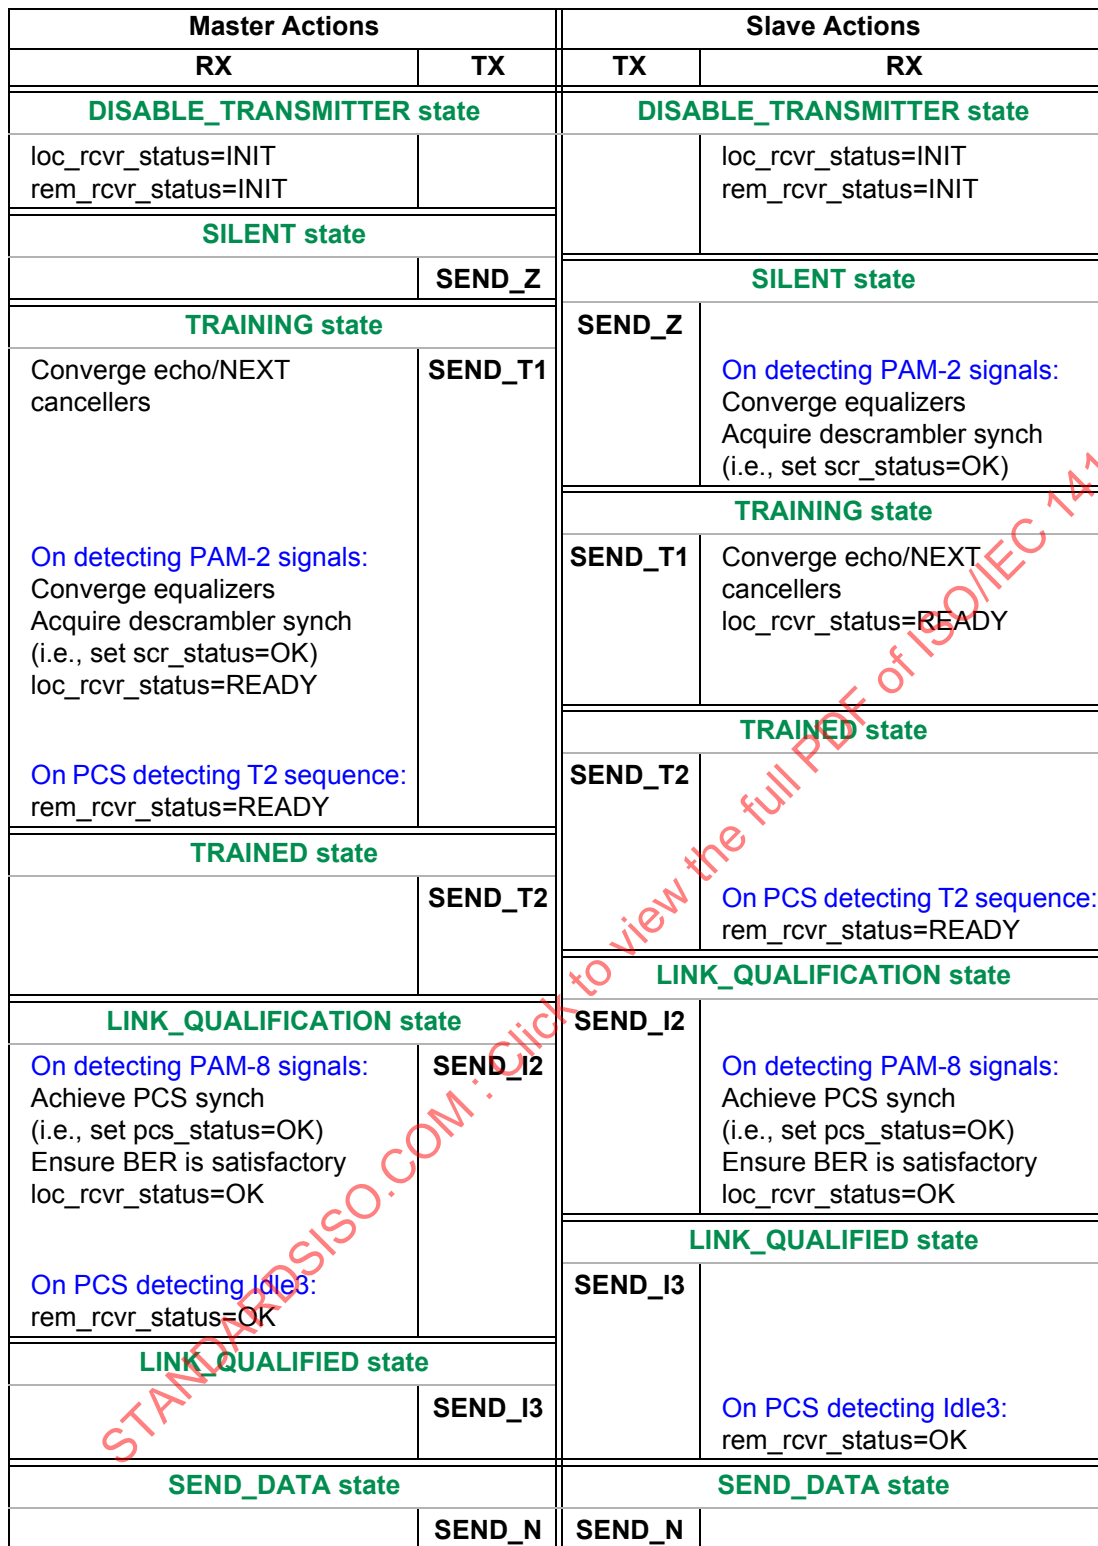 Master Actions
Slave Actions
RX
TX
TX
RX
DISABLE_TRANSMITTER state
DISABLE_TRANSMITTER state
loc_rcvr_status=INIT
rem_rcvr_status=INIT
loc_rcvr_status=INIT
rem_rcvr_status=INIT
SILENT state
SEND_Z
SILENT state
TRAINING state
SEND_Z
Converge echo/NEXT
cancellers
SEND_T1
On detecting PAM-2 signals:
Converge equalizers
Acquire descrambler synch
(i.e., set scr_status=OK)
TRAINING state
On detecting PAM-2 signals:
Converge equalizers
Acquire descrambler synch
(i.e., set scr_status=OK)
loc_rcvr_status=READY
SEND_T1
Converge echo/NEXT
cancellers
loc_rcvr_status=READY
TRAINED state
On PCS detecting T2 sequence:
rem_rcvr_status=READY
SEND_T2
TRAINED state
SEND_T2
On PCS detecting T2 sequence:
rem_rcvr_status=READY
LINK_QUALIFICATION state
LINK_QUALIFICATION state
SEND_I2
On detecting PAM-8 signals:
Achieve PCS synch
(i.e., set pcs_status=OK)
Ensure BER is satisfactory
loc_rcvr_status=OK
SEND_I2
On detecting PAM-8 signals:
Achieve PCS synch
(i.e., set pcs_status=OK)
Ensure BER is satisfactory
loc_rcvr_status=OK
LINK_QUALIFIED state
On PCS detecting Idle3:
rem_rcvr_status=OK
SEND_I3
LINK_QUALIFIED state
SEND_I3
On PCS detecting Idle3:
rem_rcvr_status=OK
SEND_DATA state
SEND_DATA state
SEND_N
SEND_N
STANDARDSISO.COM : Click to view the full PDF of ISO/IEC 141